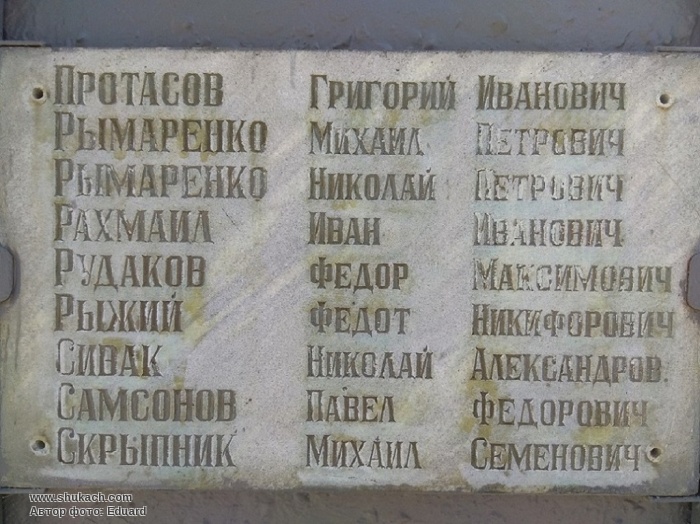 Протасов Григорий Иванович
Рымаренко Михаил Петрович
Рымаренко Николай Петрович
Рахмаил Иван Иванович
Рудаков Федор Максимович
Рыжий Федот Никифорович
Сивак Николай Александров.
Самсонов Павел Федорович
Скрыпник Михаил Семенович
www.shukach.com
Автор фото: Eduard